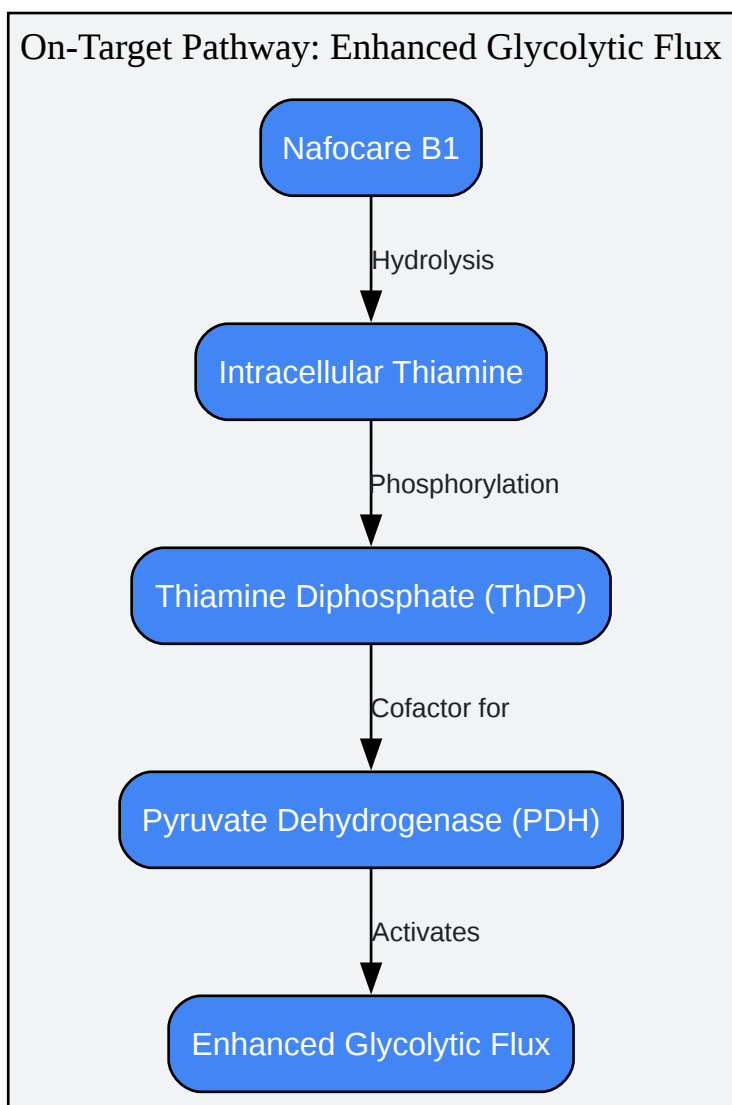 On-Target Pathway: Enhanced Glycolytic Flux
Nafocare B1
Hydrolysis
Intracellular Thiamine
Phosphorylation
Thiamine Diphosphate (ThDP)
Cofactor for
Pyruvate Dehydrogenase (PDH)
Activates
Enhanced Glycolytic Flux